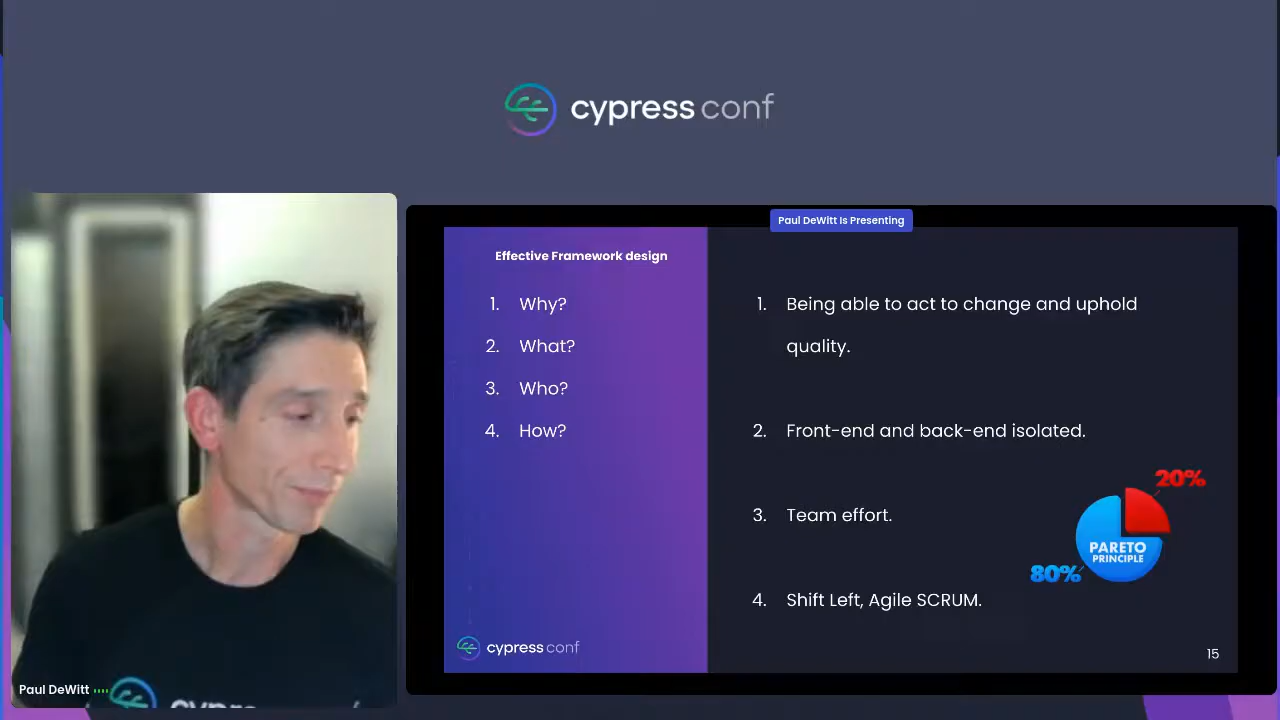 cypress conf
Paul DeWitt Is Presenting
Effective Framework design
1. Why?
2. What?
3. Who?
4. How?
cypress conf
1. Being able to act to change and uphold
quality.
2. Front-end and back-end isolated.
3. Team effort.
4. Shift Left, Agile SCRUM.
20%
PARETO
PRINCIPLE
80%
15
Paul DeWitt